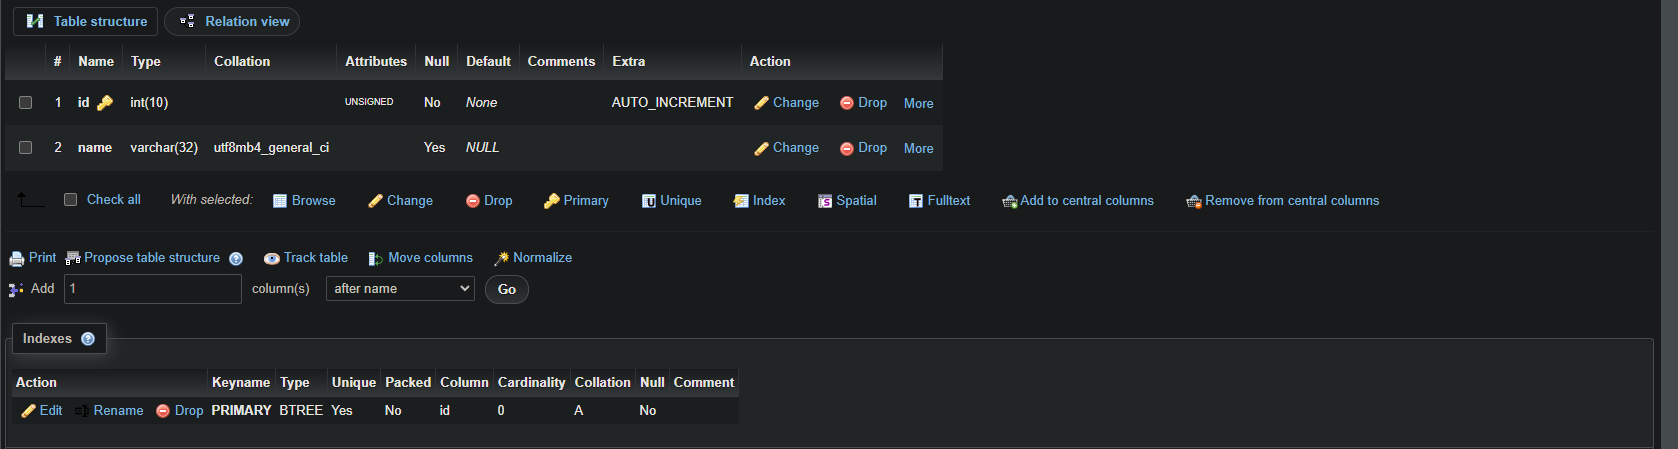 Table structure Relation view
# Name Type Collation Attributes Null Default Comments Extra Action
1 id int(10) UNSIGNED No None AUTO_INCREMENT Change Drop More
2 name varchar(32) utf8mb4_general_ci Yes NULL Change Drop More
Check all With selected: Browse Change Drop Primary Unique Index Spatial Fulltext Add to central columns Remove from central columns
Print Propose table structure Track table Move columns Normalize
Add 1 column(s) after name Go
Indexes
Action Keyname Type Unique Packed Column Cardinality Collation Null Comment
Edit Rename Drop PRIMARY BTREE Yes No id 0 A No